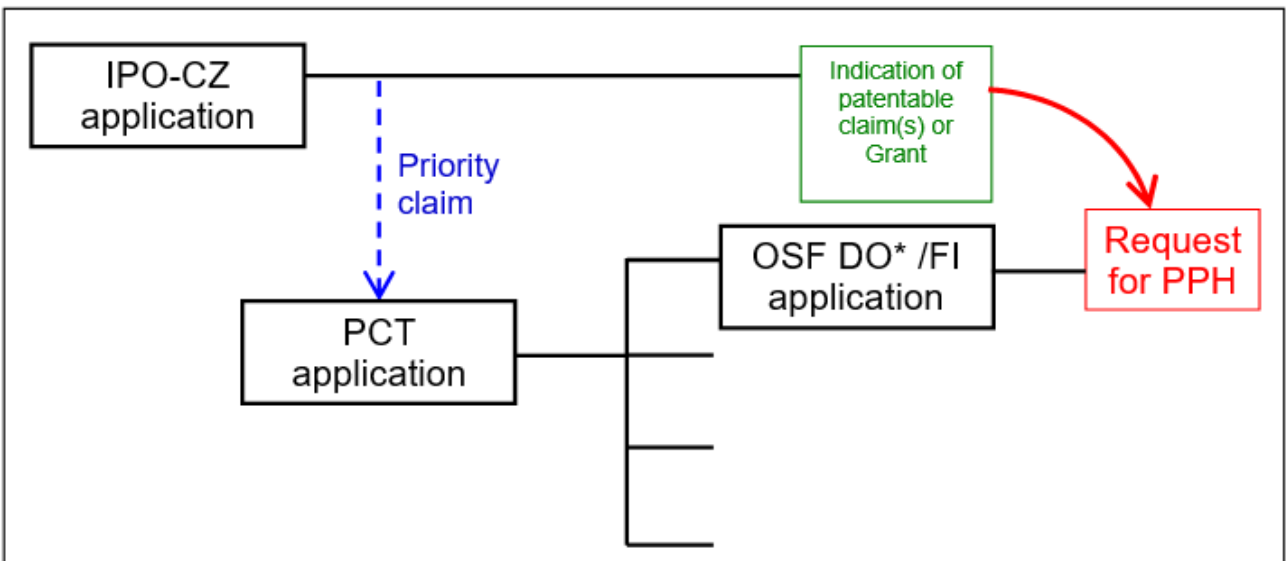 IPO-CZ
application
Indication of
patentable
claim(s) or
Grant
Priority
claim
OSF DO* /FI
application
Request
for PPH
PCT
application